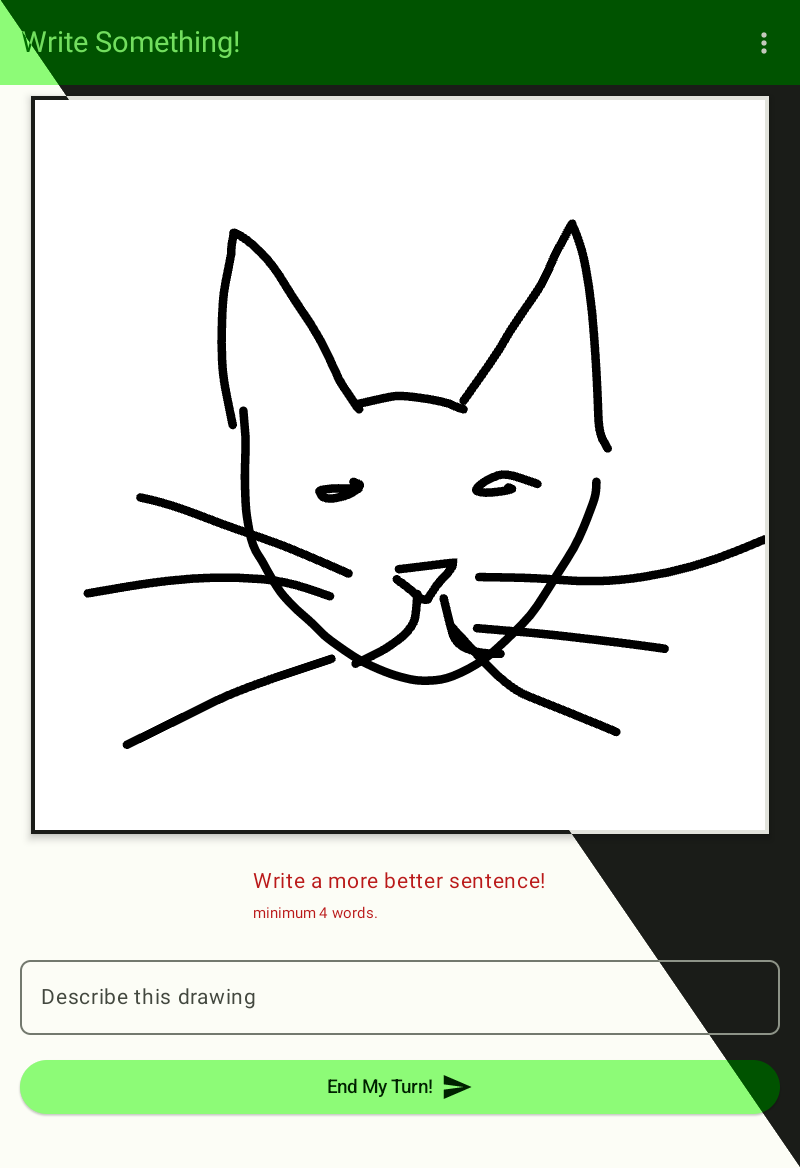 Write Something!
Write a more better sentence!
minimum 4 words.
Describe this drawing
End My Turn!